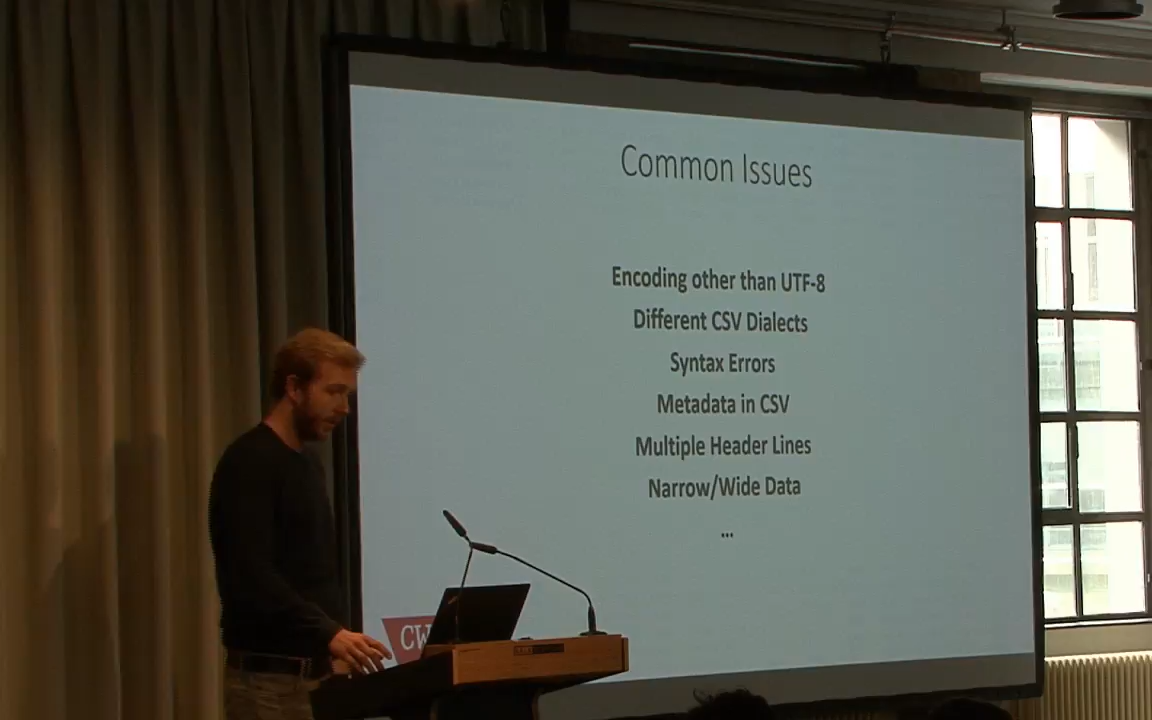 Common Issues
Encoding other than UTF-8
Different CSV Dialects
Syntax Errors
Metadata in CSV
Multiple Header Lines
Narrow/Wide Data
...
CW